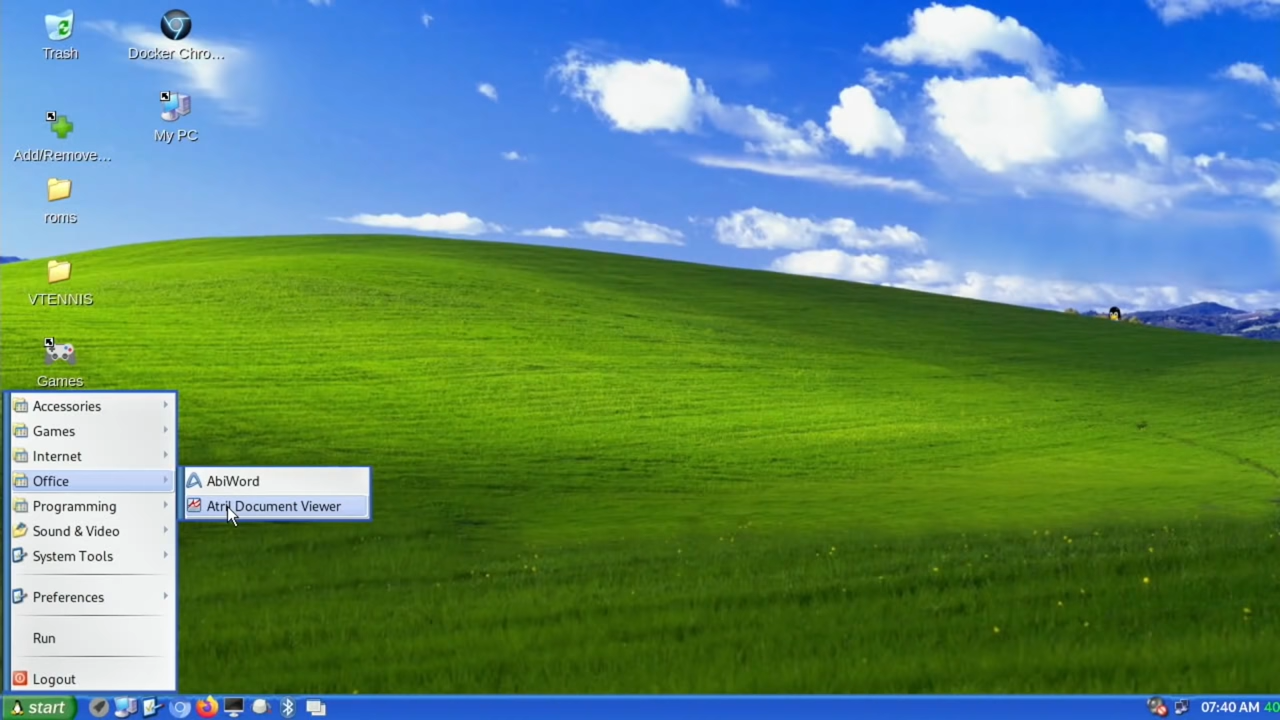 Trash
Docker Chro...
My PC
Add/Remove...
roms
VTENNIS
Games
Accessories
Games
Internet
Office
AbiWord
Programming
Atril Document Viewer
Sound & Video
System Tools
Preferences
Run
Logout
start
07:40 AM 40